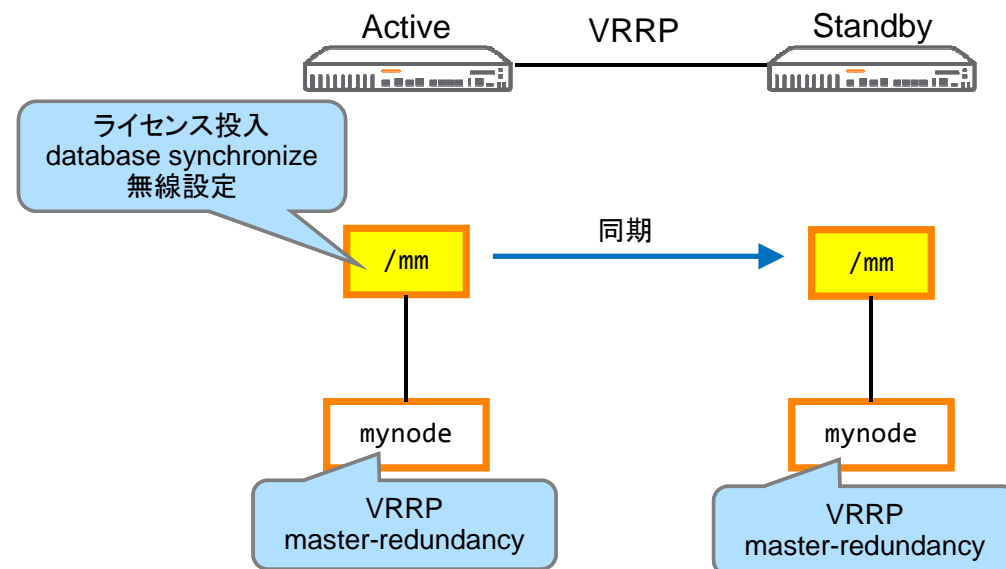 Active
VRRP
Standby
ライセンス投入
database synchronize
無線設定
/mm
同期
/mm
mynode
mynode
VRRP
master-redundancy
VRRP
master-redundancy